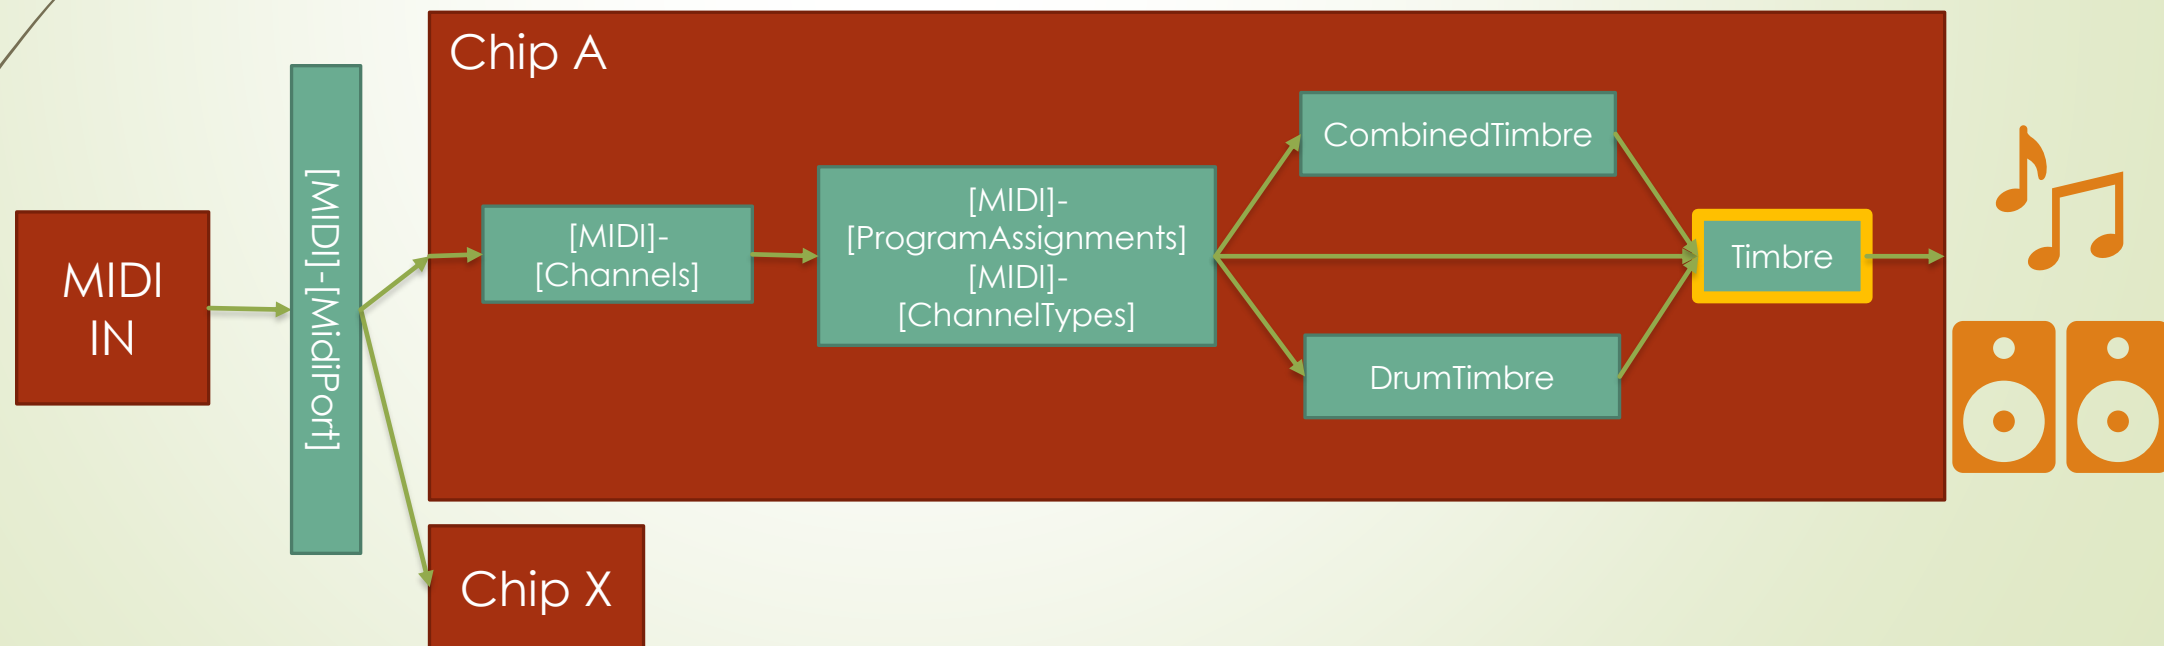 MIDI
IN
[MIDI]-[MidiPort]
Chip A
[MIDI]-
[Channels]
[MIDI]-
[ProgramAssignments]
[MIDI]-
[ChannelTypes]
CombinedTimbre
DrumTimbre
Timbre
Chip X